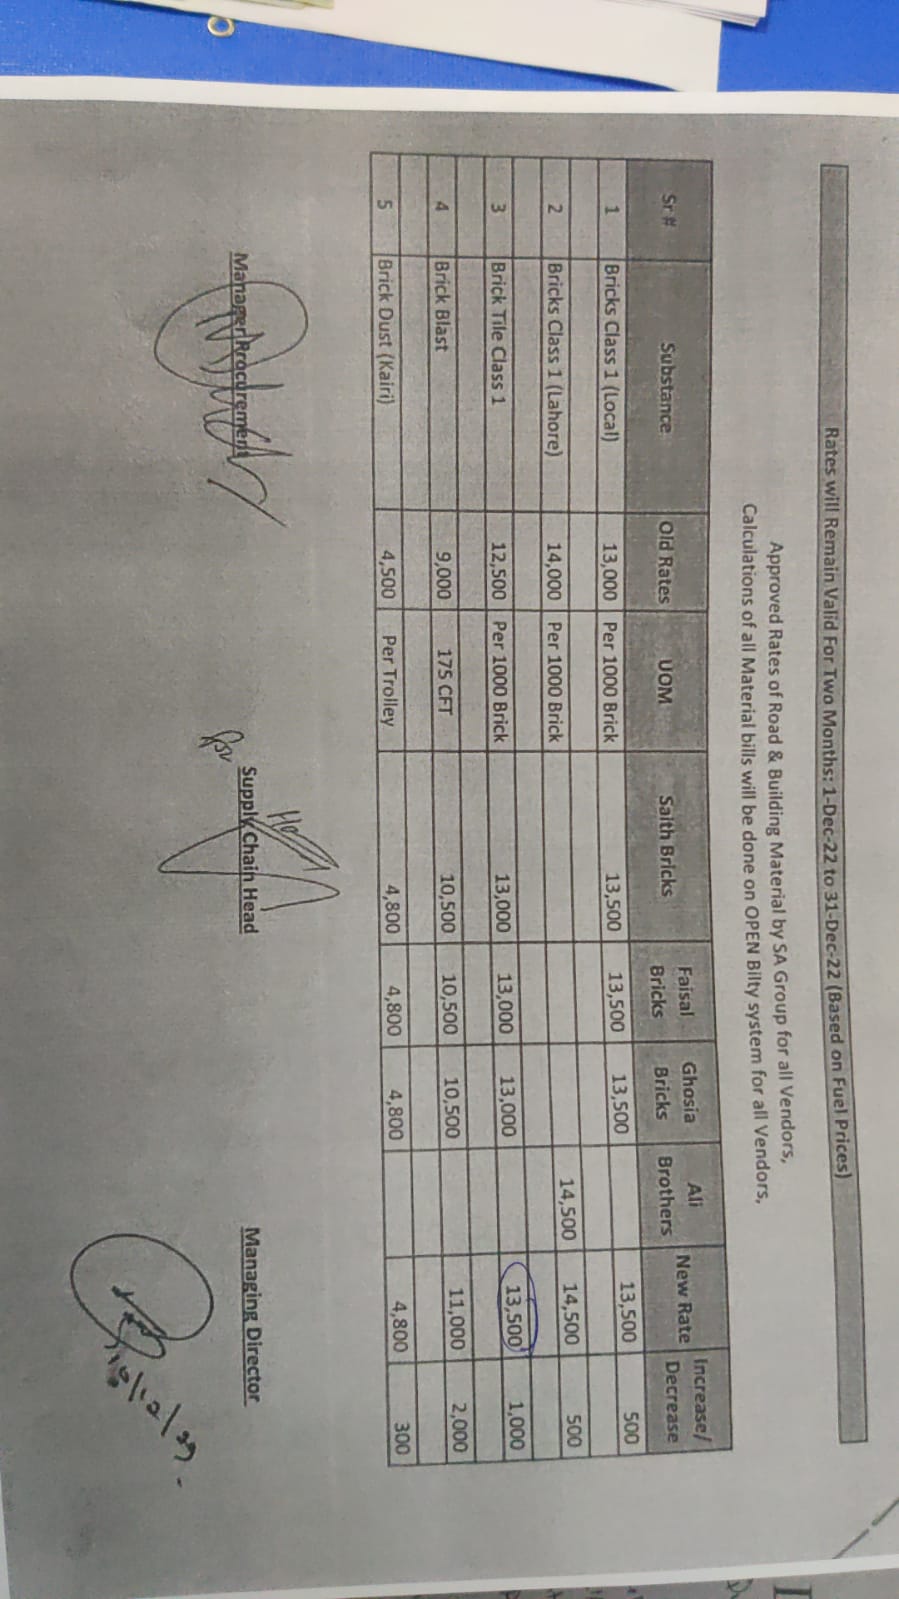 Rates will Remain Valid For Two Months: 1-Dec-22 to 31-Dec-22 (Based on Fuel Prices)
Approved Rates of Road & Building Material by SA Group for all Vendors,
Calculations of all Material bills will be done on OPEN Bilty system for all Vendors,
Sr # Substance Old Rates UOM Saith Bricks Faisal Bricks Ghosia Bricks Ali Brothers New Rate Increase/ Decrease
1 Bricks Class 1 (Local) 13,000 Per 1000 Brick 13,500 13,500 13,500 13,500 500
2 Bricks Class 1 (Lahore) 14,000 Per 1000 Brick 14,500 14,500 500
3 Brick Tile Class 1 12,500 Per 1000 Brick 13,000 13,000 13,000 13,500 1,000
4 Brick Blast 9,000 175 CFT 10,500 10,500 10,500 11,000 2,000
5 Brick Dust (Kairi) 4,500 Per Trolley 4,800 4,800 4,800 4,800 300
Manager Procurement Supply Chain Head Managing Director